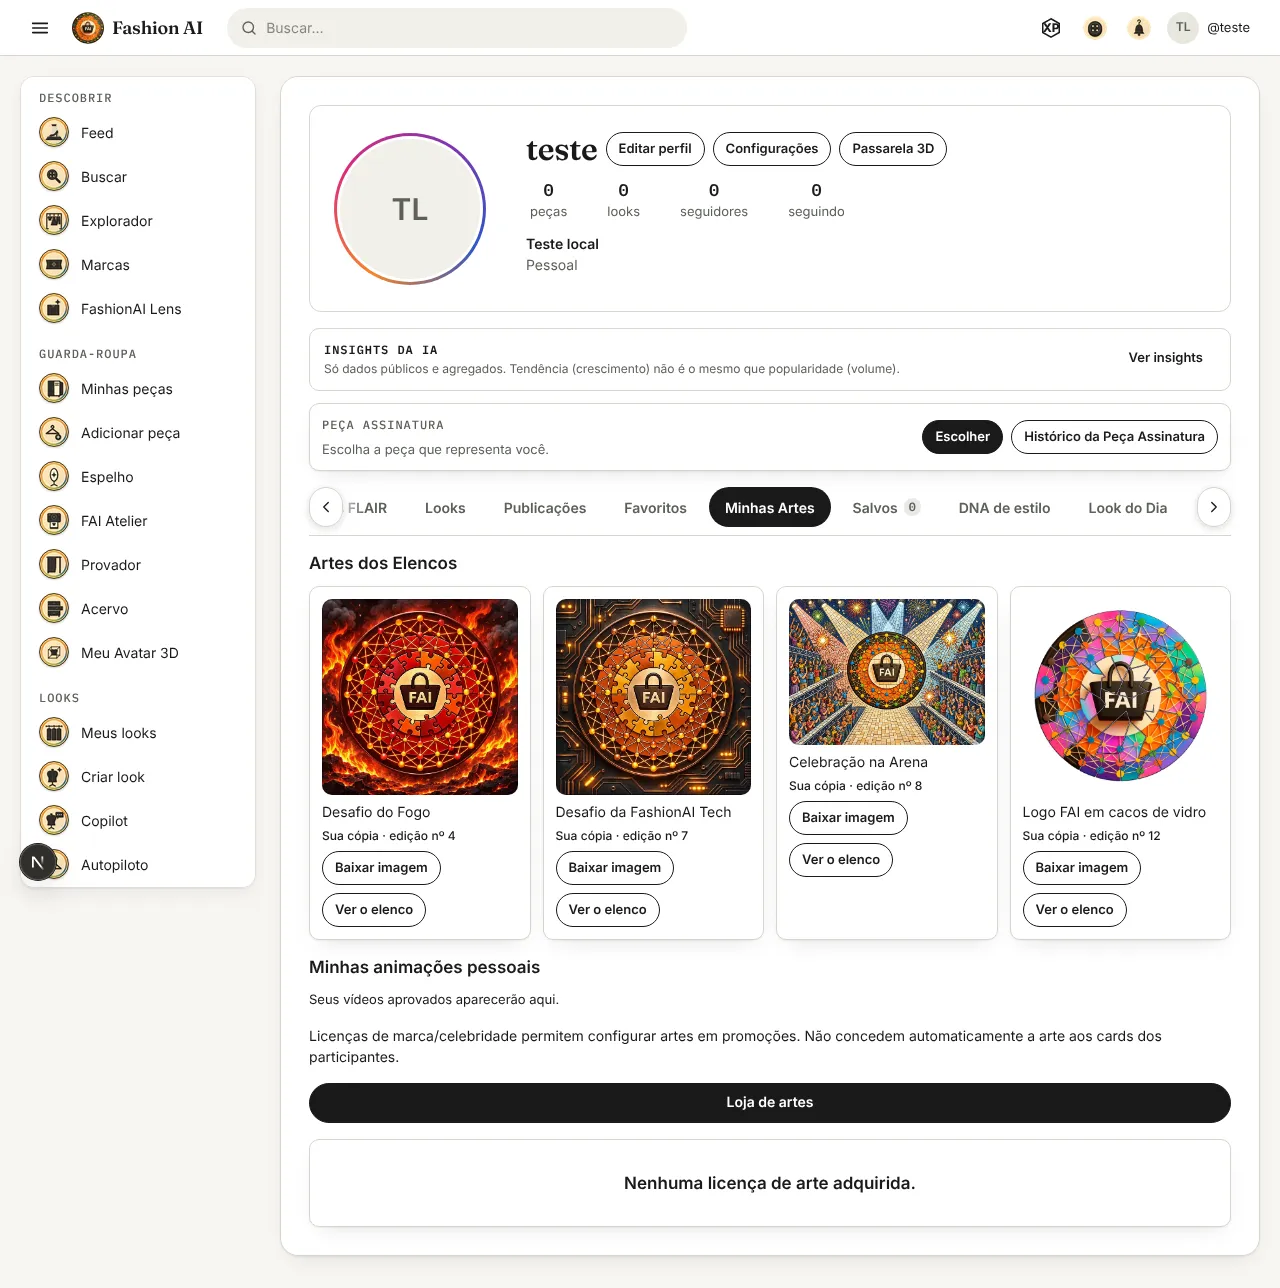 Fashion AI
Buscar...
XP
TL
@teste
DESCOBRIR
Feed
Buscar
Explorador
Marcas
FashionAI Lens
GUARDA-ROUPA
Minhas peças
Adicionar peça
Espelho
FAI Atelier
Provador
Acervo
Meu Avatar 3D
LOOKS
Meus looks
Criar look
Copilot
N
Autopiloto
TL
teste
Editar perfil
Configurações
Passarela 3D
0 peças
0 looks
0 seguidores
0 seguindo
Teste local
Pessoal
INSIGHTS DA IA
Só dados públicos e agregados. Tendência (crescimento) não é o mesmo que popularidade (volume).
Ver insights
PEÇA ASSINATURA
Escolha a peça que representa você.
Escolher
Histórico da Peça Assinatura
FLAIR
Looks
Publicações
Favoritos
Minhas Artes
Salvos 0
DNA de estilo
Look do Dia
Artes dos Elencos
FAI
Desafio do Fogo
Sua cópia · edição nº 4
Baixar imagem
Ver o elenco
FAI
Desafio da FashionAI Tech
Sua cópia · edição nº 7
Baixar imagem
Ver o elenco
FAI
Celebração na Arena
Sua cópia · edição nº 8
Baixar imagem
Ver o elenco
FAi
Logo FAI em cacos de vidro
Sua cópia · edição nº 12
Baixar imagem
Ver o elenco
Minhas animações pessoais
Seus vídeos aprovados aparecerão aqui.
Licenças de marca/celebridade permitem configurar artes em promoções. Não concedem automaticamente a arte aos cards dos
participantes.
Loja de artes
Nenhuma licença de arte adquirida.